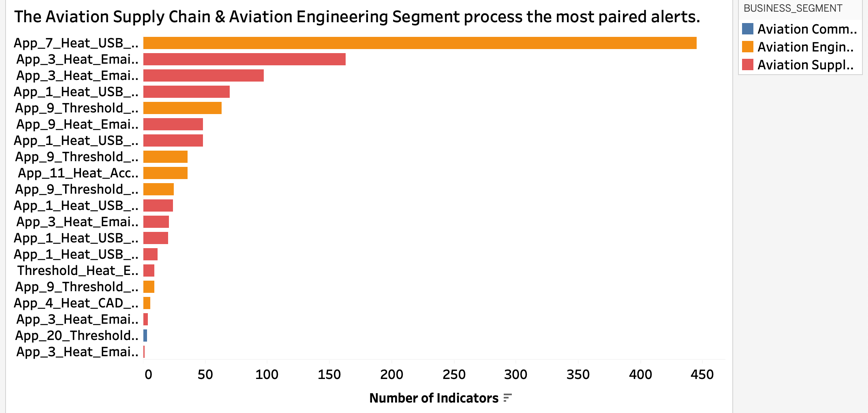 The Aviation Supply Chain & Aviation Engineering Segment process the most paired alerts.
BUSINESS_SEGMENT
Aviation Comm..
Aviation Engin..
Aviation Suppl..
App_7_Heat_USB_..
App_3_Heat_Emai..
App_3_Heat_Emai..
App_1_Heat_USB_..
App_9_Threshold_..
App_9_Heat_Emai..
App_1_Heat_USB_..
App_9_Threshold_..
App_11_Heat_Acc..
App_9_Threshold_..
App_1_Heat_USB_..
App_3_Heat_Emai..
App_1_Heat_USB_..
App_1_Heat_USB_..
Threshold_Heat_E..
App_9_Threshold_..
App_4_Heat_CAD_..
App_3_Heat_Emai..
App_20_Threshold..
App_3_Heat_Emai..
0 50 100 150 200 250 300 350 400 450
Number of Indicators